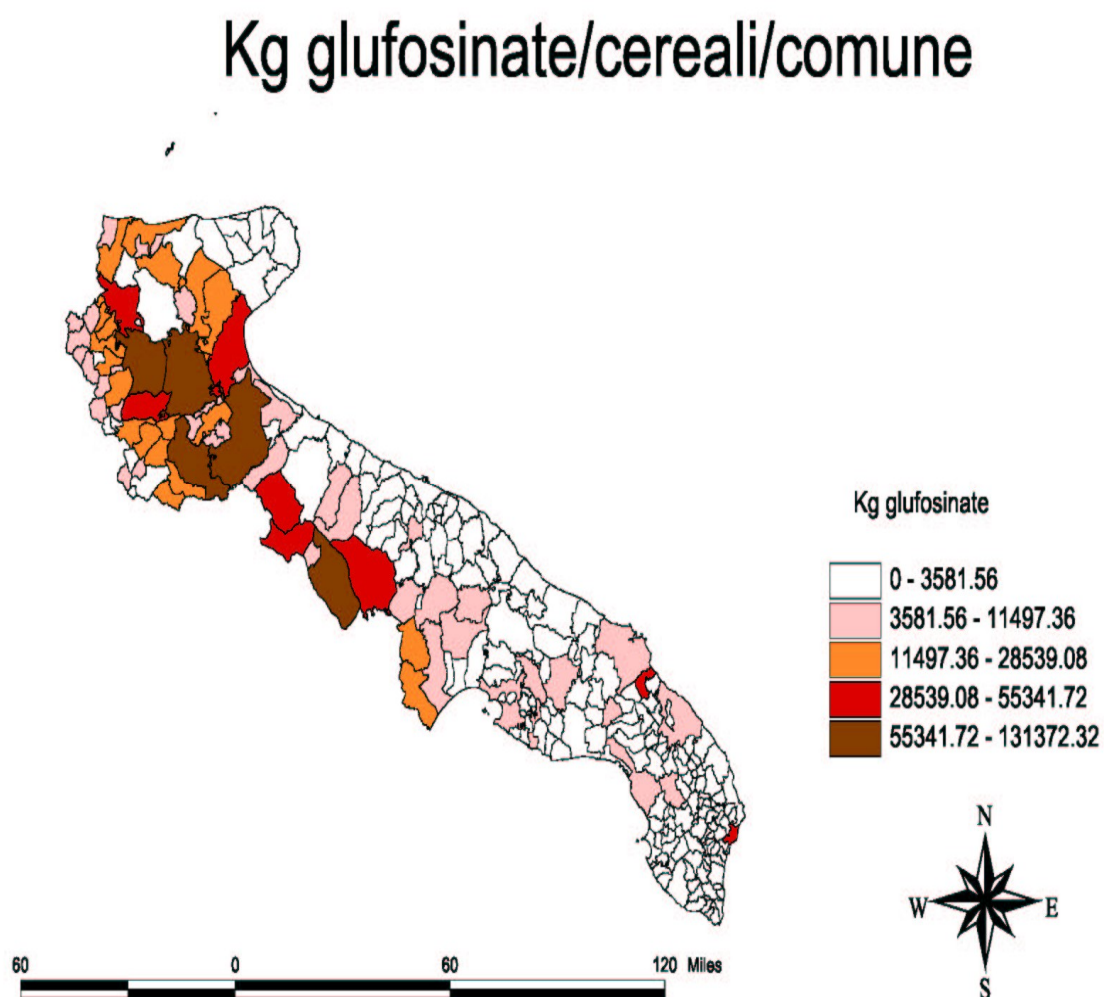 Kg glufosinate/cereali/comune
Kg glufosinate
0 - 3581.56
3581.56 - 11497.36
11497.36 - 28539.08
28539.08 - 55341.72
55341.72 - 131372.32
N
W E
S
60 0 60 120 Miles